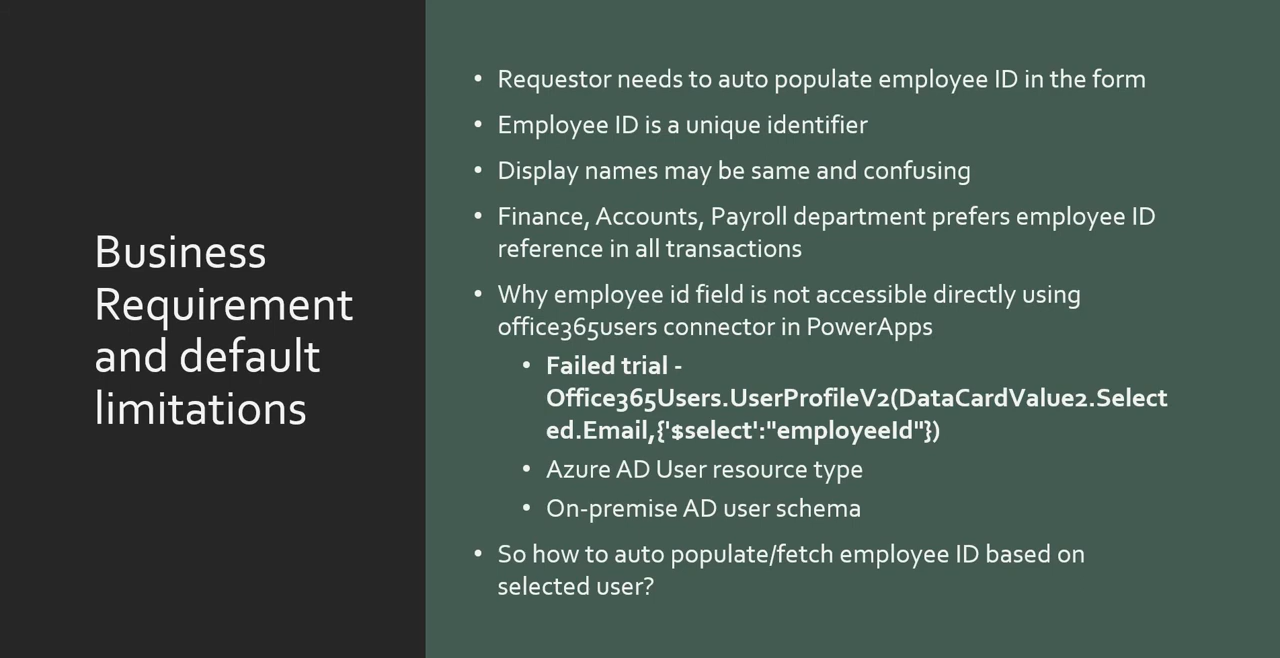 Business
Requirement
and default
limitations
• Requestor needs to auto populate employee ID in the form
• Employee ID is a unique identifier
• Display names may be same and confusing
• Finance, Accounts, Payroll department prefers employee ID
reference in all transactions
• Why employee id field is not accessible directly using
office365users connector in PowerApps
• Failed trial -
Office365Users.UserProfileV2(DataCardValue2.Select
ed.Email,{'$select':"employeeId"})
• Azure AD User resource type
• On-premise AD user schema
• So how to auto populate/fetch employee ID based on
selected user?